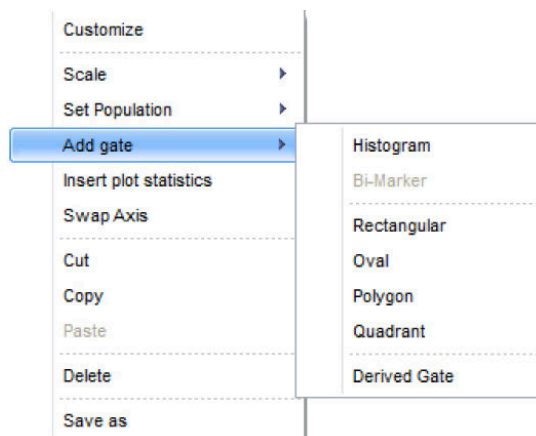 Customize
Scale
Set Population
Add gate
Insert plot statistics
Swap Axis
Cut
Copy
Paste
Delete
Save as
Histogram
Bi-Marker
Rectangular
Oval
Polygon
Quadrant
Derived Gate